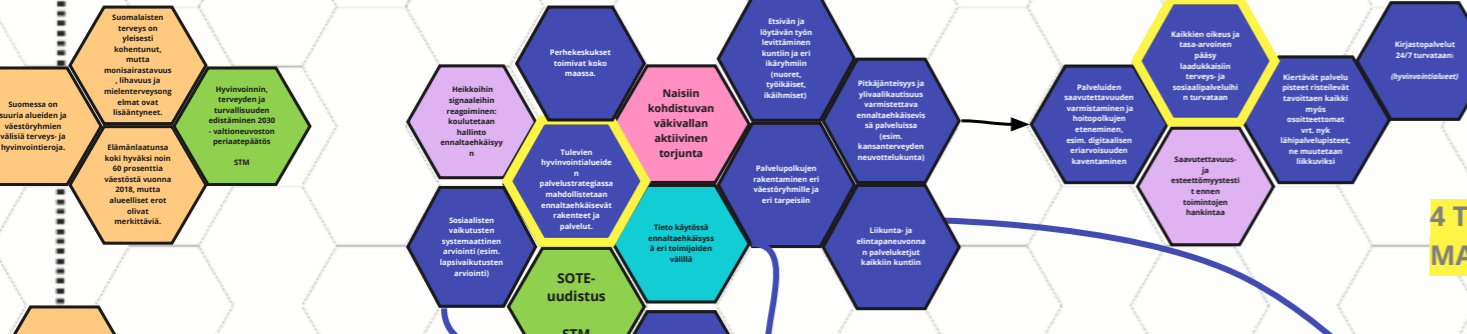 Suomalaisten
terveys on
yleisesti
kohentunut,
mutta
monisairastavuus
, lihavuus ja
mielenterveysong
elmat ovat
lisääntyneet.
Suomessa on
suuria alueiden ja
väestöryhmien
välisiä terveys- ja
hyvinvointieroja.
Hyvinvoinnin,
terveyden ja
turvallisuuden
edistäminen 2030
- valtioneuvoston
periaatepäätös
STM
Elämänlaatunsa
koki hyväksi noin
60 prosenttia
väestöstä vuonna
2018, mutta
alueelliset erot
olivat
merkittäviä.
Heikkoihin
signaaleihin
reagoiminen:
koulutetaan
hallinto
ennaltaehkäisyy
n
Perhekeskukset
toimivat koko
maassa.
Naisiin
kohdistuvan
väkivallan
aktiivinen
torjunta
Etsivän ja
löytävän työn
levittäminen
kuntiin ja eri
ikäryhmiin
(nuoret,
työikäiset,
ikäihmiset)
Pitkäjänteisyys ja
ylivaalikautisuus
varmistettava
ennaltaehkäisevis
sä palveluissa
(esim.
kansanterveyden
neuvottelukunta)
Tulevien
hyvinvointialueide
n
palvelustrategiassa
mahdollistetaan
ennaltaehkäisevät
rakenteet ja
palvelut.
Palvelupolkujen
rakentaminen eri
väestöryhmille ja
eri tarpeisiin
Sosiaalisten
vaikutusten
systemaattinen
arviointi (esim.
lapsivaikutusten
arviointi)
Tieto käytössä
ennaltaehkäisyss
ä eri toimijoiden
välillä
Liikunta- ja
elintapaneuvonna
n palveluketjut
kaikkiin kuntiin
SOTE-
uudistus
STM
Palveluiden
saavutettavuuden
varmistaminen ja
hoitopolkujen
eteneminen,
esim. digitaalisen
eriarvoisuuden
kaventaminen
Kaikkien oikeus ja
tasa-arvoinen
pääsy
laadukkaisiin
terveys- ja
sosiaalipalveluihi
n turvataan
Kiertävät palvelu
pisteet risteilevät
tavoittaen kaikki
myös
osoitteettomat
vrt. nyk
lähipalvelupisteet,
ne muutetaan
liikkuviksi
Kirjastopalvelut
24/7 turvataan:
(hyvinvointialueet)
Saavutettavuus-
ja
esteettömyystesti
t ennen
toimintojen
hankintaa
4 T
MA